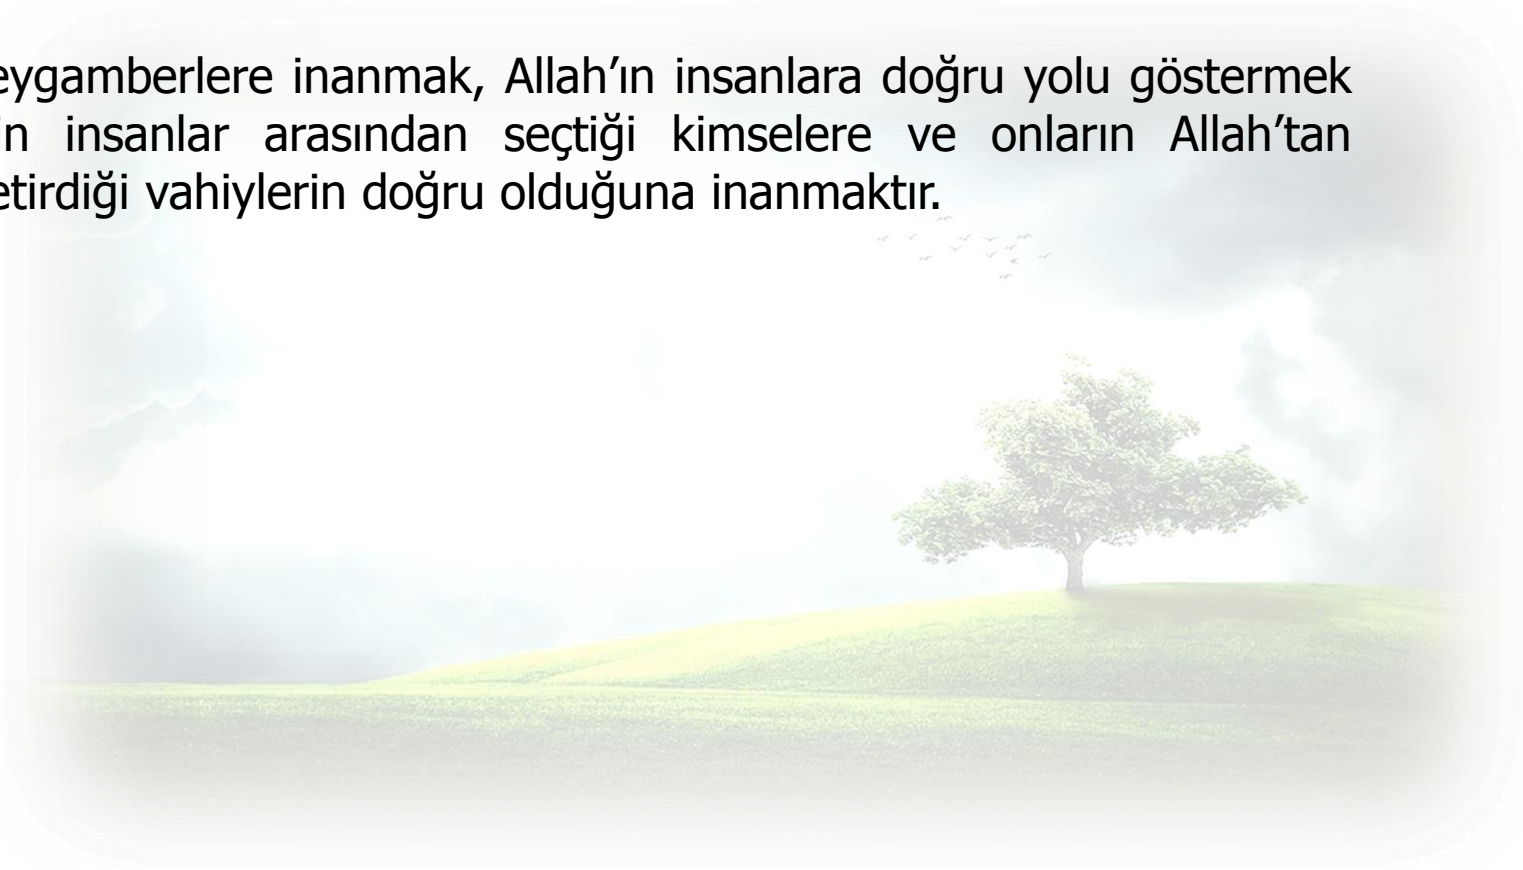 eygamberlere inanmak, Allah’ın insanlara doğru yolu göstermek
in insanlar arasından seçtiği kimselere ve onların Allah’tan
etirdiği vahiylerin doğru olduğuna inanmaktır.